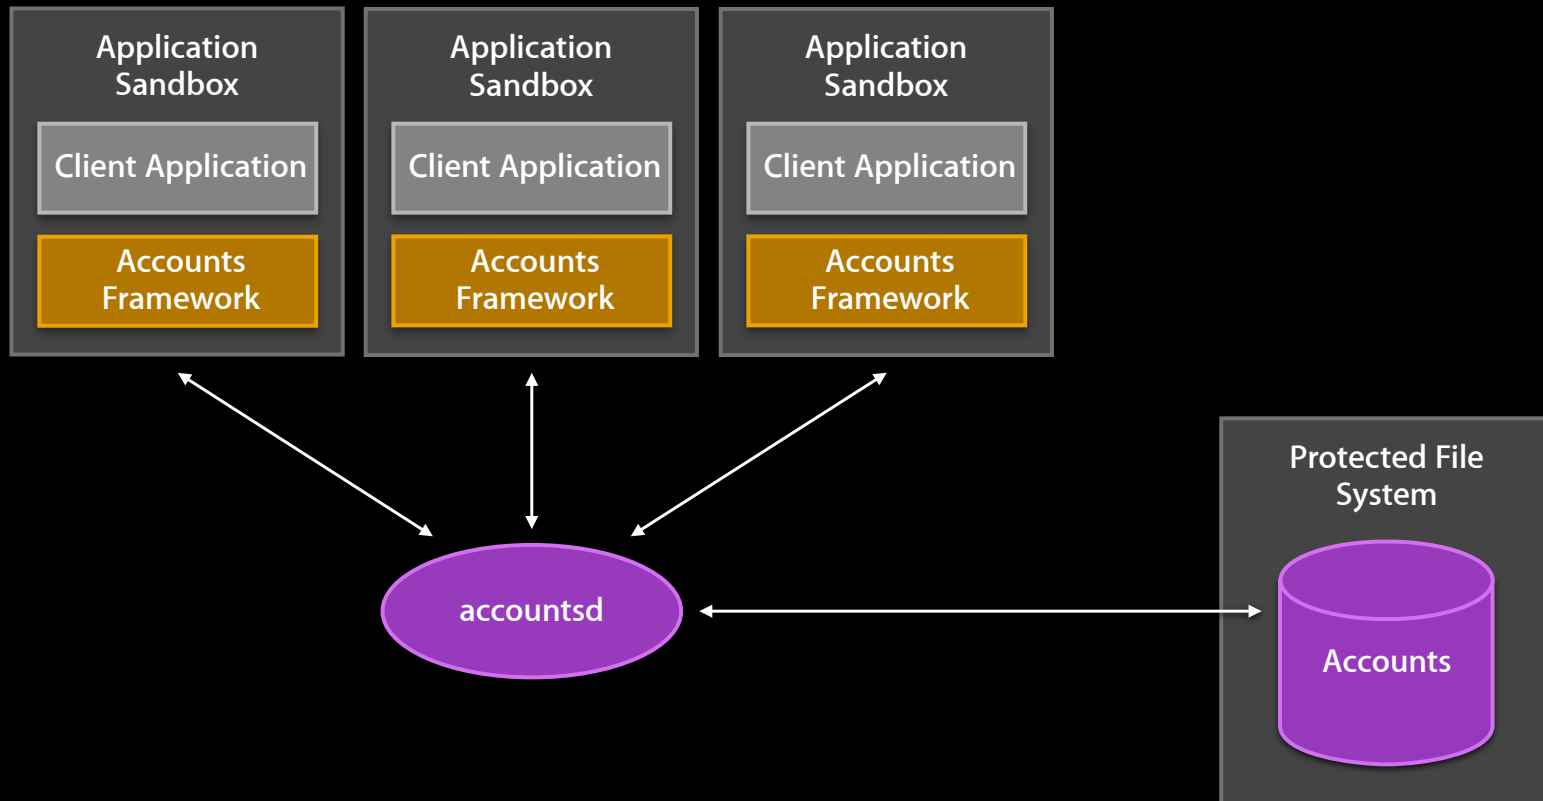 Application
Sandbox
Client Application
Accounts
Framework
Application
Sandbox
Client Application
Accounts
Framework
Application
Sandbox
Client Application
Accounts
Framework
accountsd
Protected File
System
Accounts